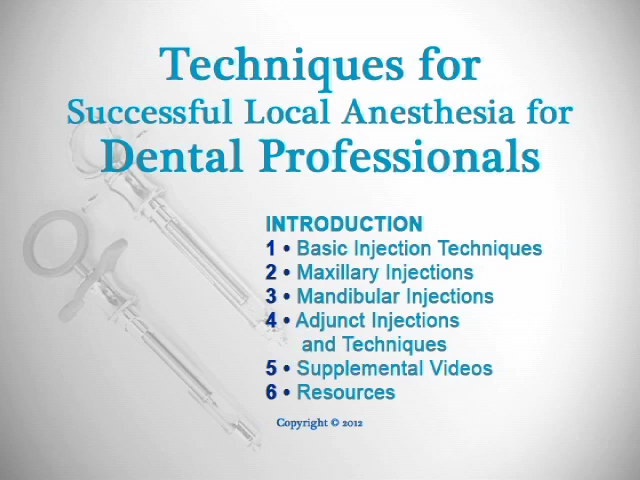 Techniques for
Successful Local Anesthesia for
Dental Professionals
INTRODUCTION
1 • Basic Injection Techniques
2 • Maxillary Injections
3 • Mandibular Injections
4 • Adjunct Injections
and Techniques
5 • Supplemental Videos
6 • Resources
Copyright © 2012